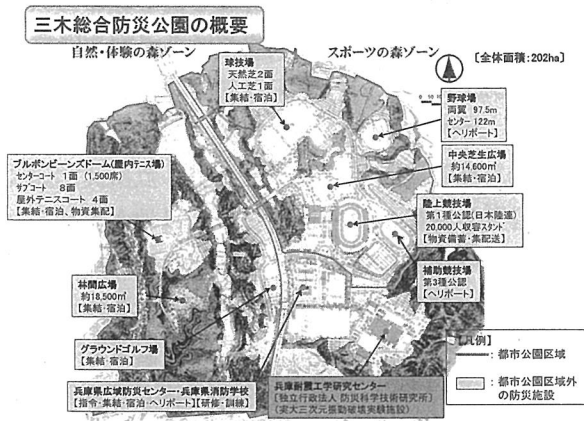 三木総合防災公園の概要
自然・体験の森ゾーン
スポーツの森ゾーン
〔全体面積:202ha〕
球技場
天然芝2面
人工芝1面
【集結・宿泊】
野球場
両翼 97.5m
センター 122m
【ヘリポート】
ブルボンビーンズドーム(屋内テニス場)
センターコート 1面 (1,500席)
サブコート 8面
屋外テニスコート 4面
【集結・宿泊、物資集配】
中央芝生広場
約14,600㎡
【集結・宿泊】
陸上競技場
第1種公認(日本陸連)
20,000人収容スタンド
【物資備蓄・集配送】
補助競技場
第3種公認
【ヘリポート】
林間広場
約18,500㎡
【集結・宿泊】
グラウンドゴルフ場
【集結・宿泊】
兵庫県広域防災センター・兵庫県消防学校
【指令・集結・宿泊・ヘリポート】【研修・訓練】
兵庫耐震工学研究センター
[独立行政法人 防災科学技術研究所]
(実大三次元振動破壊実験施設)
【凡例】
:都市公園区域
:都市公園区域外
の防災施設